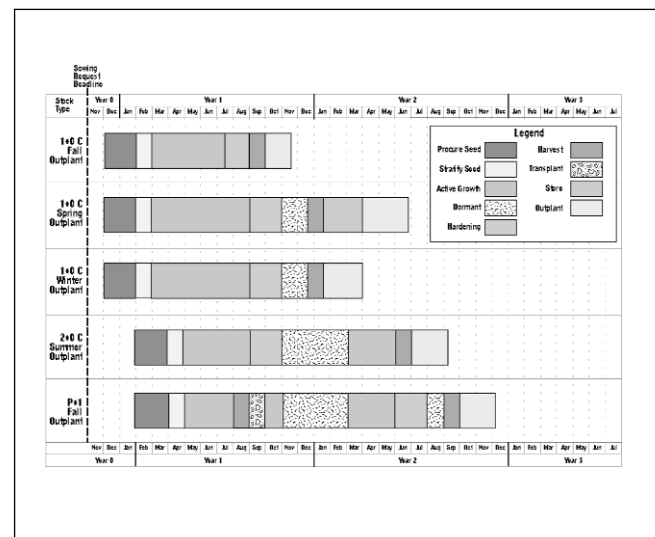 Sowing
Request
Deadline
Stock
Type
Year 0
Year 1
Year 2
Year 3
Nov Dec Jan Feb Mar Apr May Jun Jul Aug Sep Oct Nov Dec Jan Feb Mar Apr May Jun Jul Aug Sep Oct Nov Dec Jan Feb Mar Apr May Jun Jul
1+0 C
Fall
Outplant
Legend
Procure Seed
Harvest
Stratify Seed
Transplant
Active Growth
Store
Dormant
Outplant
Hardening
1+0 C
Spring
Outplant
1+0 C
Winter
Outplant
2+0 C
Summer
Outplant
P+1
Fall
Outplant
Nov Dec Jan Feb Mar Apr May Jun Jul Aug Sep Oct Nov Dec Jan Feb Mar Apr May Jun Jul Aug Sep Oct Nov Dec Jan Feb Mar Apr May Jun Jul
Year 0
Year 1
Year 2
Year 3